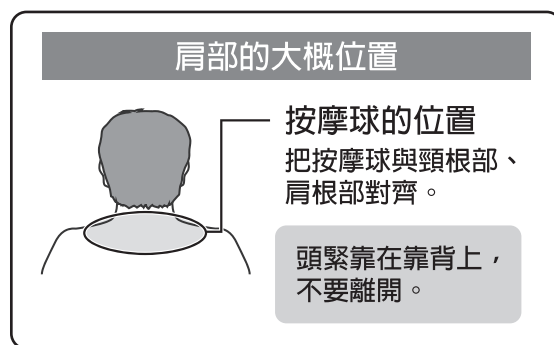 肩部的大概位置
按摩球的位置
把按摩球與頸根部、
肩根部對齊。
頭緊靠在靠背上，
不要離開。